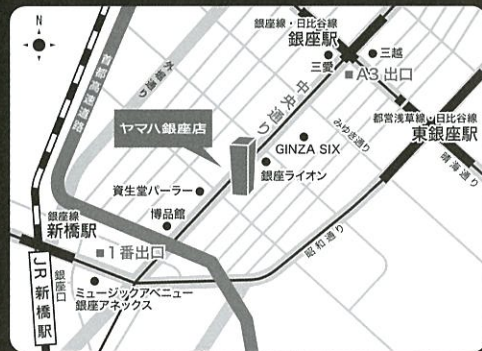 N
銀座線・日比谷線
銀座駅
三越
三愛
A3 出口
外堀通り
首都高速道路
中央通り
都営浅草線・日比谷線
東銀座駅
みゆき通り
晴海通り
ヤマハ銀座店
GINZA SIX
銀座ライオン
資生堂パーラー
博品館
銀座線
新橋駅
1番出口
昭和通り
JR新橋駅
銀座口
ミュージックアベニュー
銀座アネックス